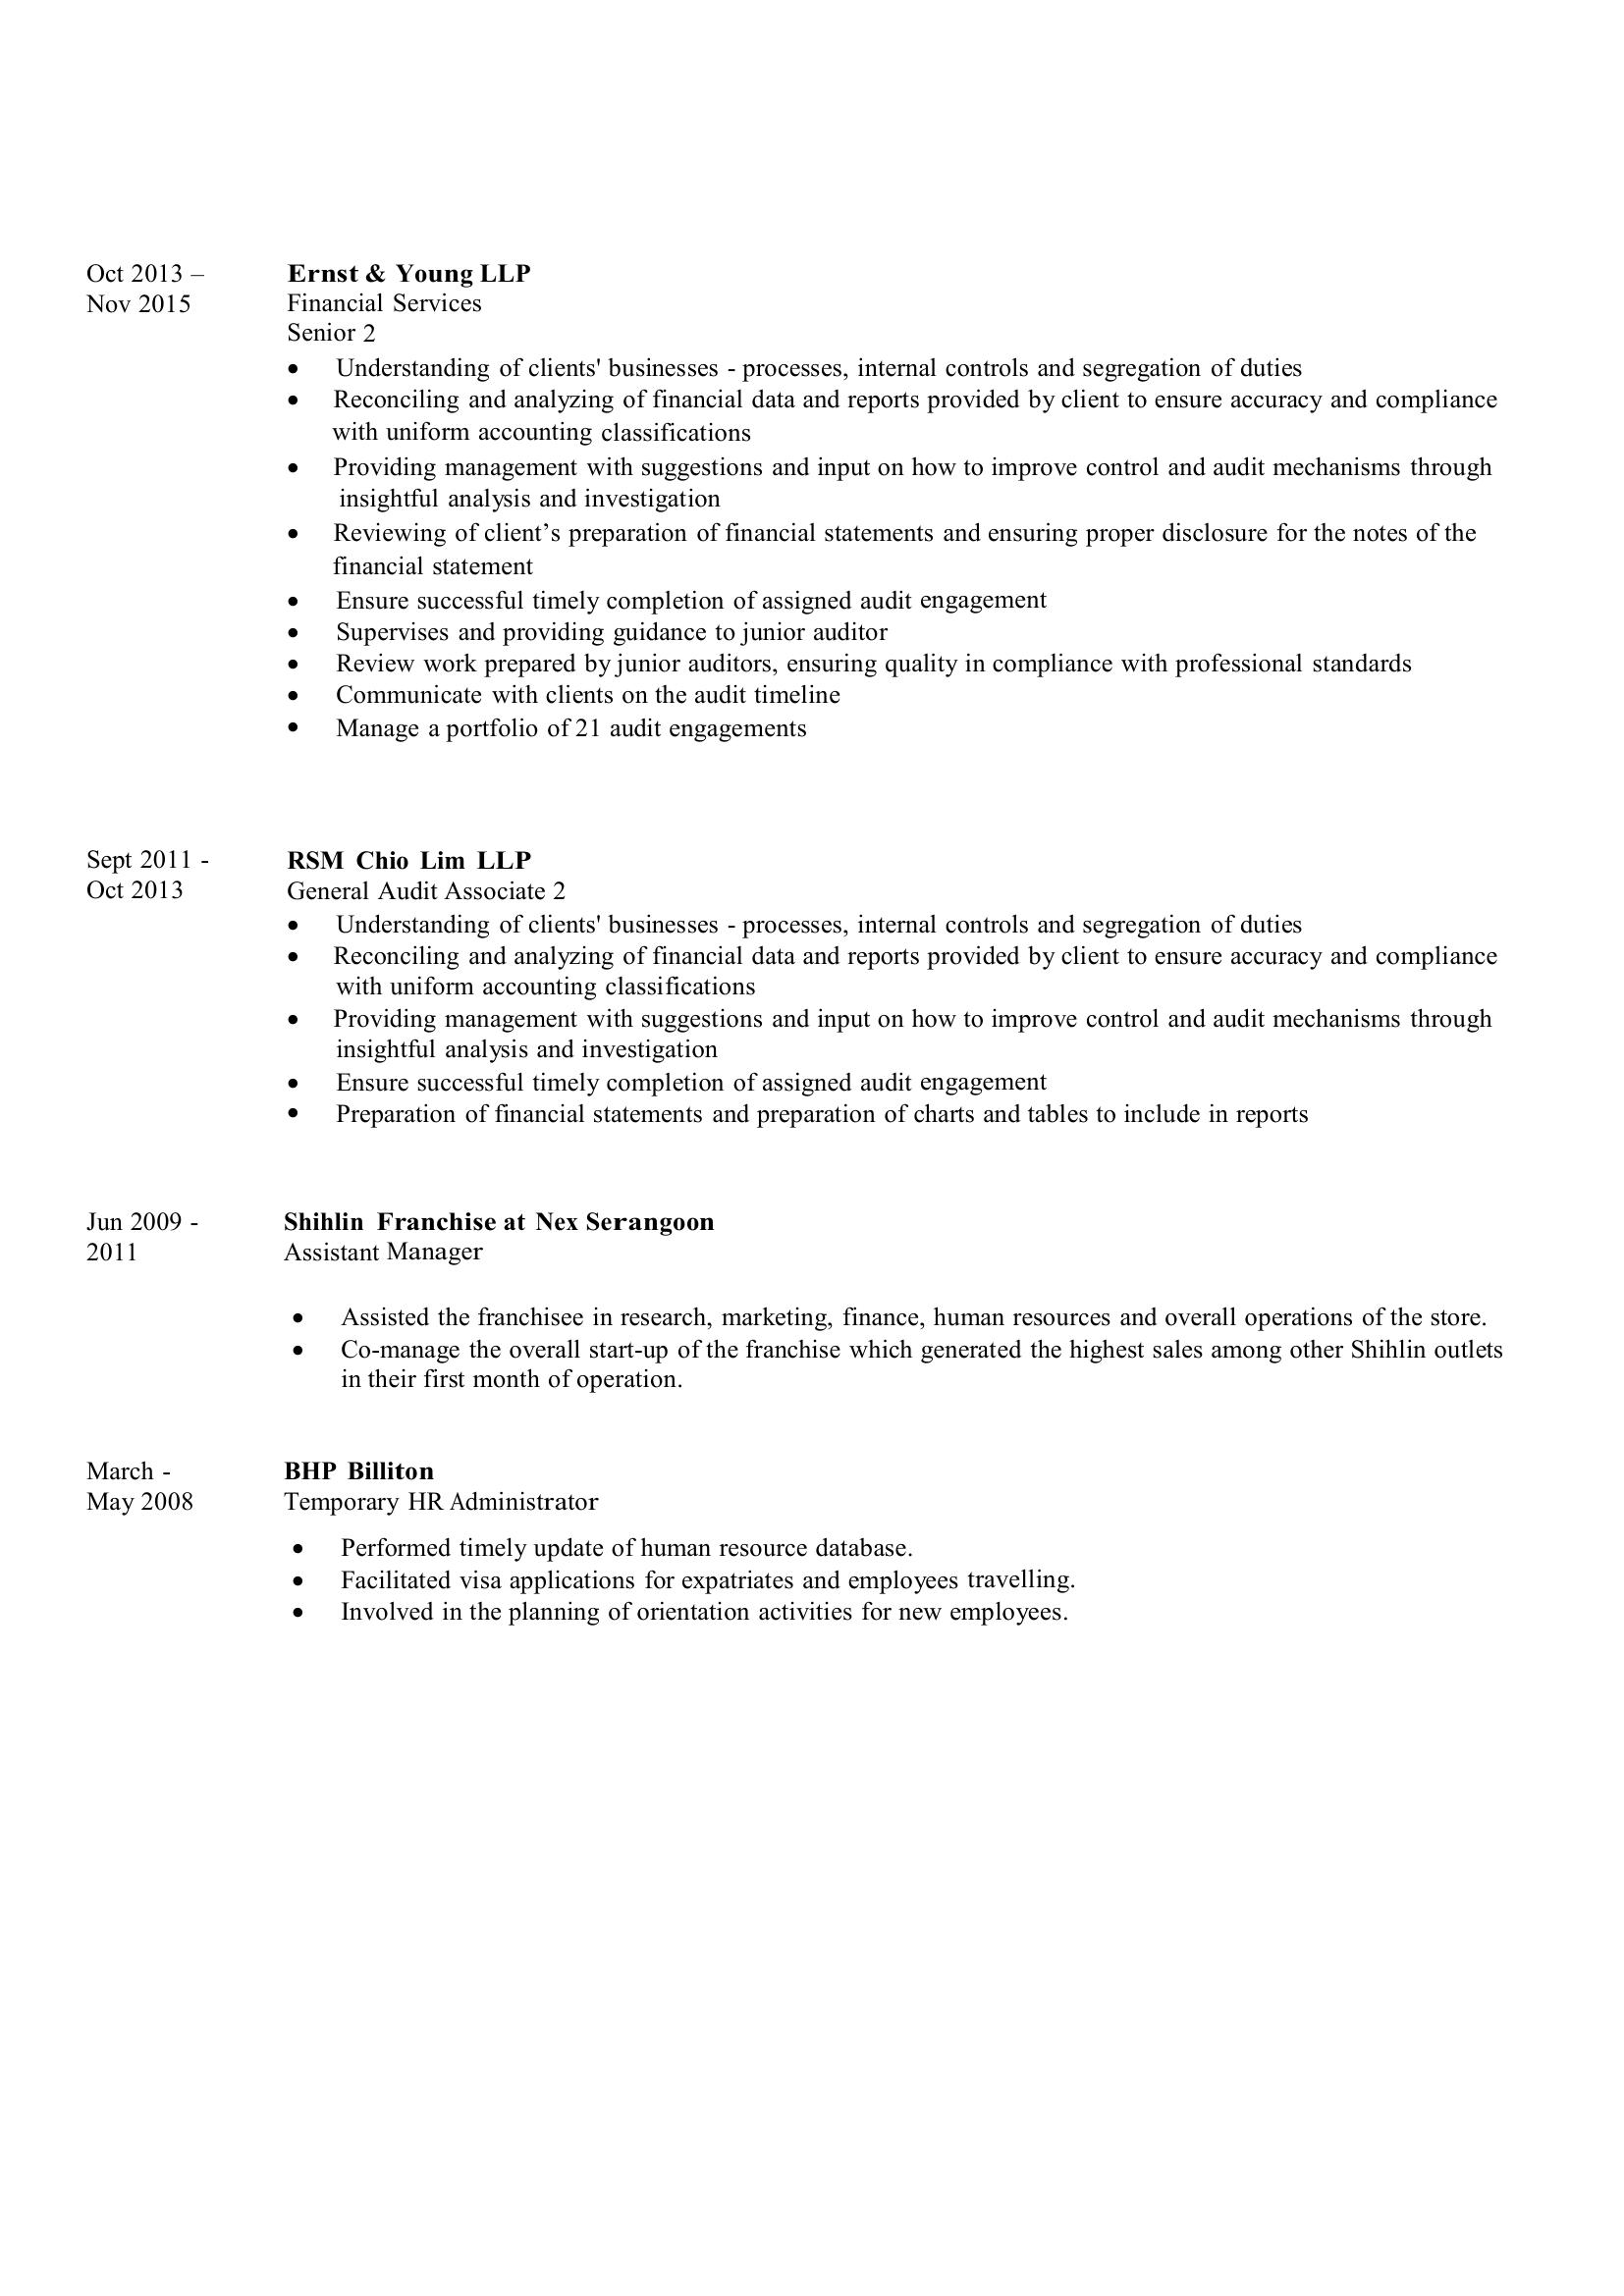 Oct 2013 –
Nov 2015
Ernst & Young LLP
Financial Services
Senior 2
• Understanding of clients' businesses - processes, internal controls and segregation of duties
• Reconciling and analyzing of financial data and reports provided by client to ensure accuracy and compliance
with uniform accounting classifications
• Providing management with suggestions and input on how to improve control and audit mechanisms through
insightful analysis and investigation
• Reviewing of client’s preparation of financial statements and ensuring proper disclosure for the notes of the
financial statement
• Ensure successful timely completion of assigned audit engagement
• Supervises and providing guidance to junior auditor
• Review work prepared by junior auditors, ensuring quality in compliance with professional standards
• Communicate with clients on the audit timeline
• Manage a portfolio of 21 audit engagements
Sept 2011 -
Oct 2013
RSM Chio Lim LLP
General Audit Associate 2
• Understanding of clients' businesses - processes, internal controls and segregation of duties
• Reconciling and analyzing of financial data and reports provided by client to ensure accuracy and compliance
with uniform accounting classifications
• Providing management with suggestions and input on how to improve control and audit mechanisms through
insightful analysis and investigation
• Ensure successful timely completion of assigned audit engagement
• Preparation of financial statements and preparation of charts and tables to include in reports
Jun 2009 -
2011
Shihlin Franchise at Nex Serangoon
Assistant Manager
• Assisted the franchisee in research, marketing, finance, human resources and overall operations of the store.
• Co-manage the overall start-up of the franchise which generated the highest sales among other Shihlin outlets
in their first month of operation.
March -
May 2008
BHP Billiton
Temporary HR Administrator
• Performed timely update of human resource database.
• Facilitated visa applications for expatriates and employees travelling.
• Involved in the planning of orientation activities for new employees.